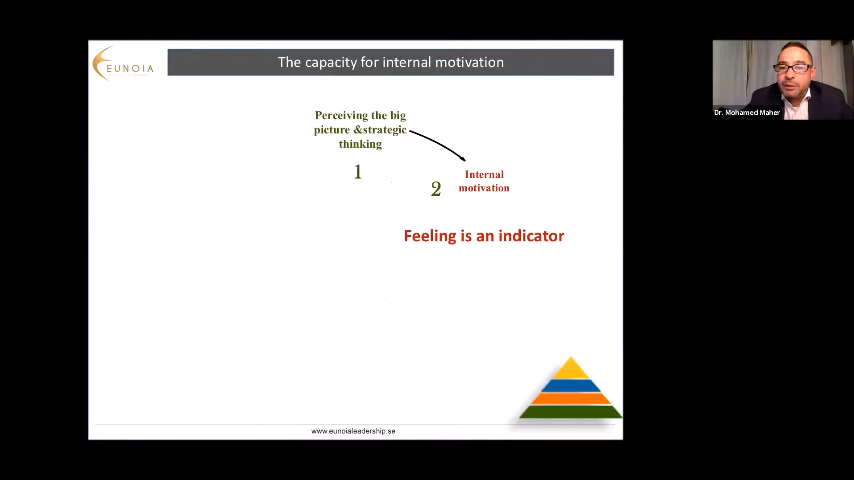 EUNOIA
The capacity for internal motivation
Dr. Mohamed Maher
Perceiving the big
picture &strategic
thinking
1
Internal
motivation
2
Feeling is an indicator
www.eunoialeadership.se